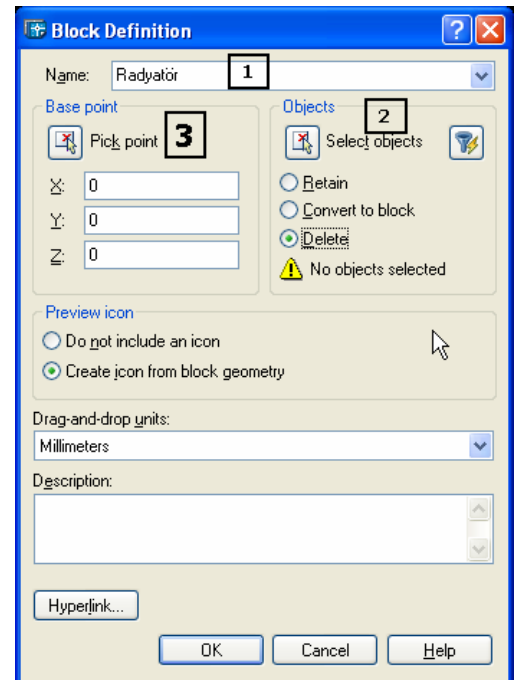 Block Definition
Name: Radyatör 1
Base point
Pick point 3
X: 0
Y: 0
Z: 0
Objects
2
Select objects
Retain
Convert to block
Delete
No objects selected
Preview icon
Do not include an icon
Create icon from block geometry
Drag-and-drop units:
Millimeters
Description:
Hyperlink...
OK Cancel Help